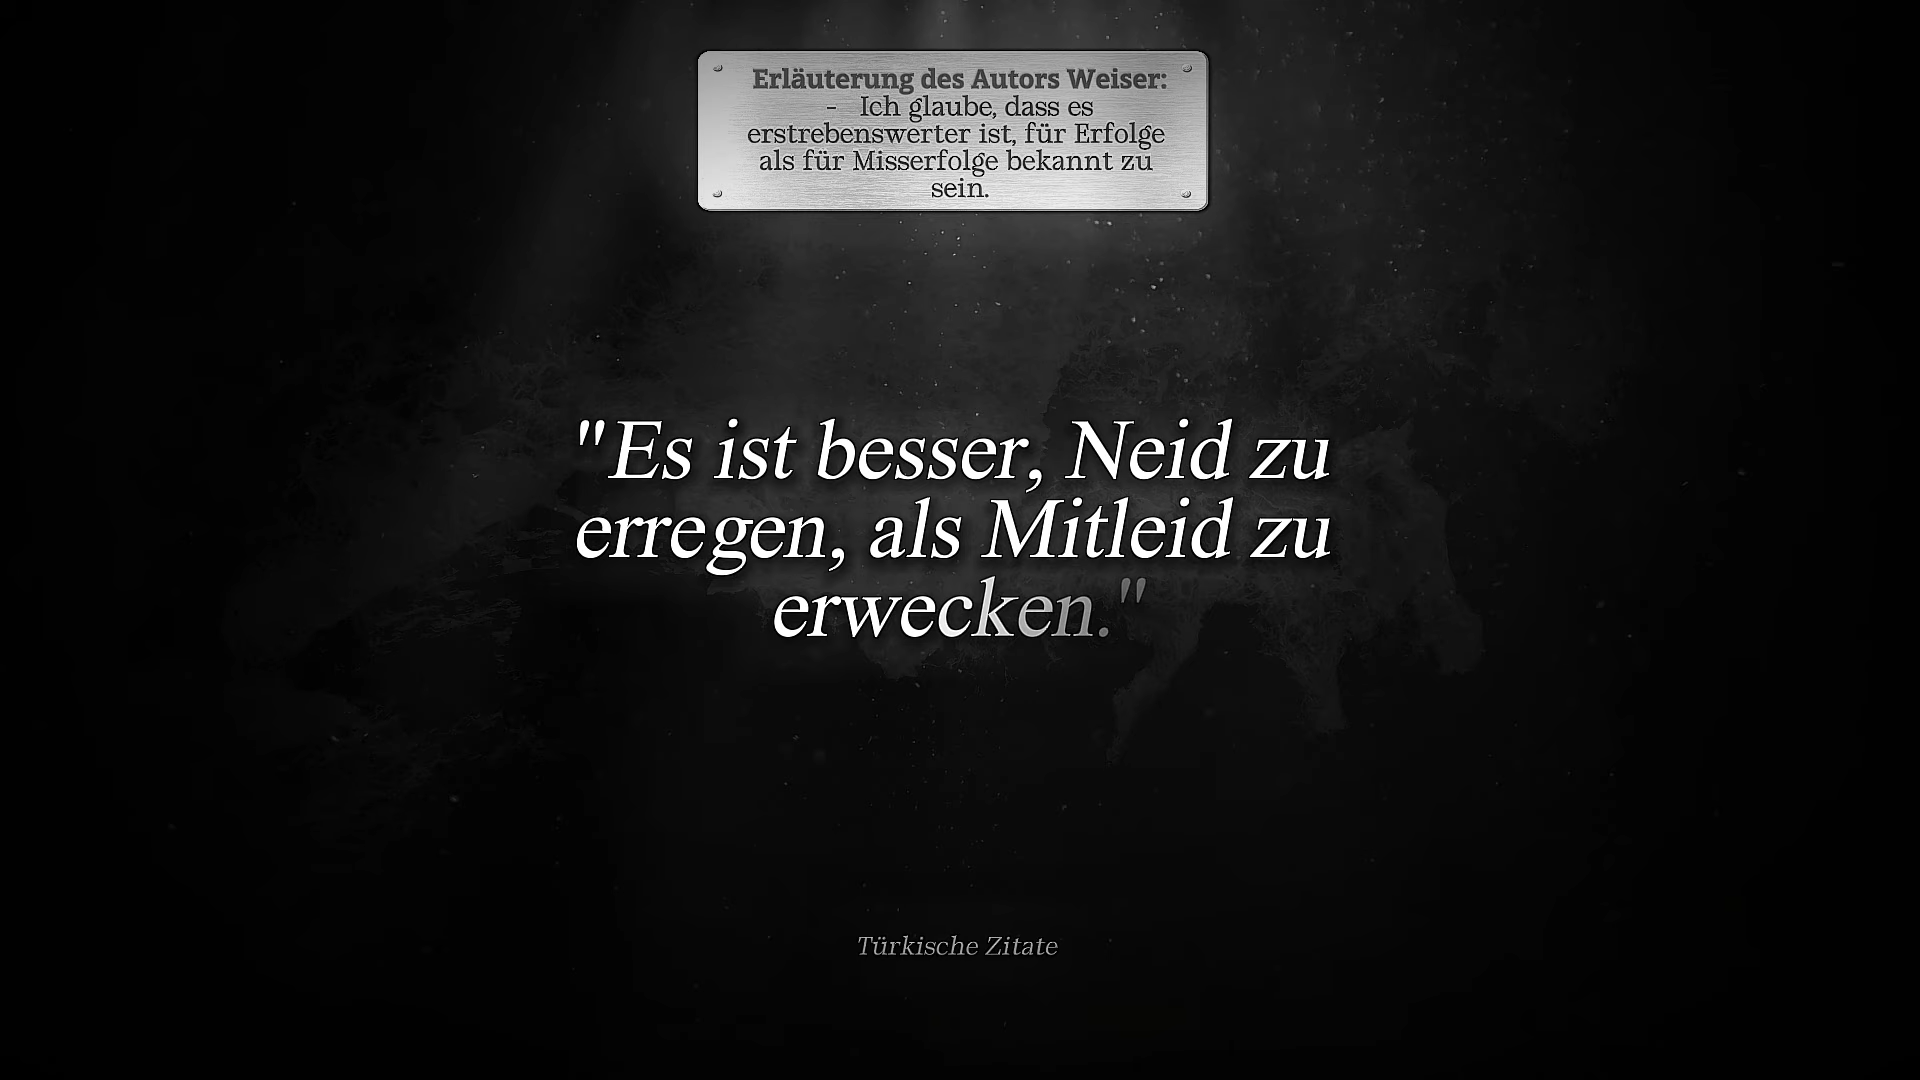 Erläuterung des Autors Weiser:
- Ich glaube, dass es
erstrebenswerter ist, für Erfolge
als für Misserfolge bekannt zu
sein.
"Es ist besser, Neid zu
erregen, als Mitleid zu
erwecken."
Türkische Zitate